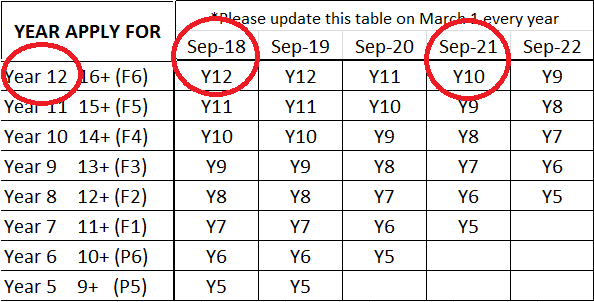 *Please update this table on March 1 every year
YEAR APPLY FOR
Sep-18 Sep-19 Sep-20 Sep-21 Sep-22
Year 12 16+ (F6) Y12 Y12 Y11 Y10 Y9
Year 11 15+ (F5) Y11 Y11 Y10 Y9 Y8
Year 10 14+ (F4) Y10 Y10 Y9 Y8 Y7
Year 9 13+ (F3) Y9 Y9 Y8 Y7 Y6
Year 8 12+ (F2) Y8 Y8 Y7 Y6 Y5
Year 7 11+ (F1) Y7 Y7 Y6 Y5
Year 6 10+ (P6) Y6 Y6 Y5
Year 5 9+ (P5) Y5 Y5